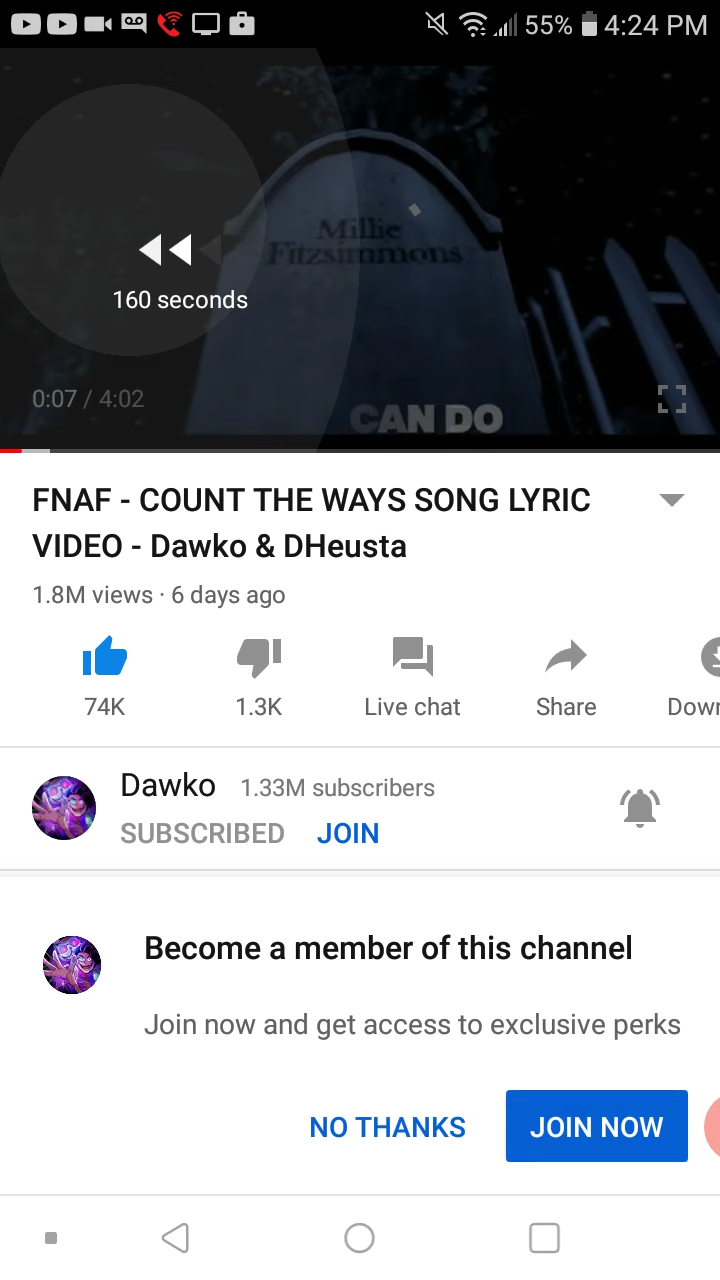 55% 4:24 PM
Millie
Fitzsimmons
160 seconds
0:07 / 4:02
CAN DO
FNAF - COUNT THE WAYS SONG LYRIC
VIDEO - Dawko & DHeusta
1.8M views · 6 days ago
74K 1.3K Live chat Share Down
Dawko 1.33M subscribers
SUBSCRIBED JOIN
Become a member of this channel
Join now and get access to exclusive perks
NO THANKS JOIN NOW